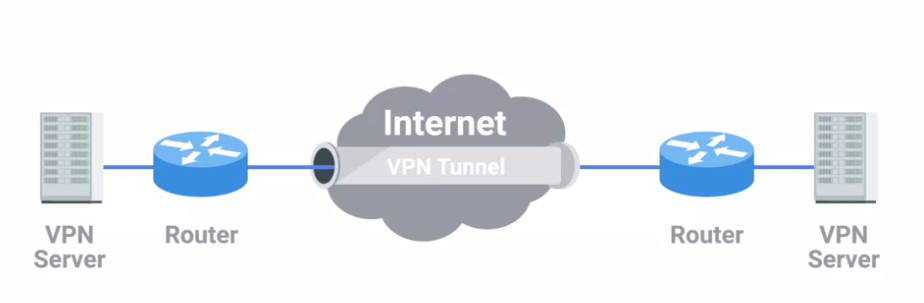 Internet
VPN Tunnel
VPN
Server
Router
Router
VPN
Server